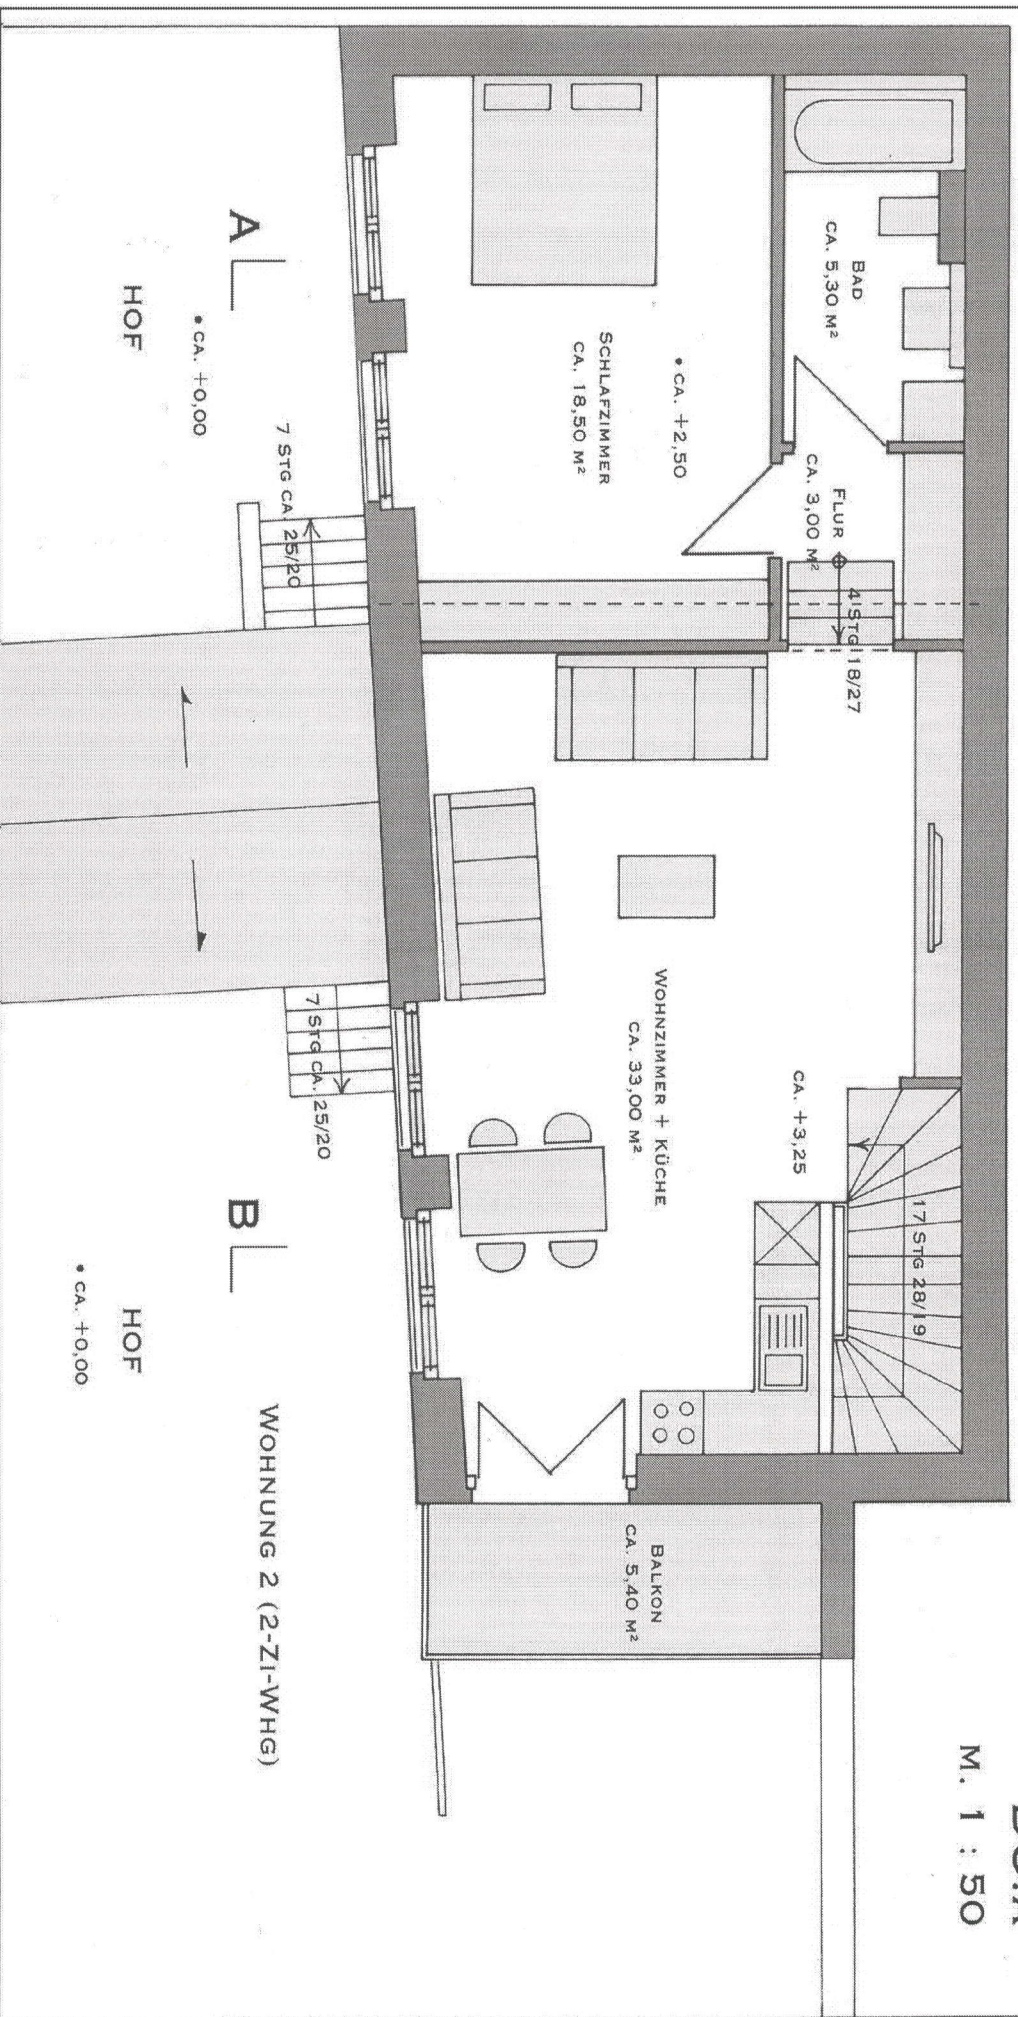 M. 1 : 50
BAD
CA. 5,30 M²
FLUR
CA. 3,00 M²
4 STG 18/27
• CA. +2,50
SCHLAFZIMMER
CA. 18,50 M²
CA. +3,25
17 STG 28/19
WOHNZIMMER + KÜCHE
CA. 33,00 M²
BALKON
CA. 5,40 M²
7 STG CA. 25/20
7 STG CA. 25/20
A
B
• CA. +0,00
HOF
HOF
• CA. +0,00
WOHNUNG 2 (2-ZI-WHG)